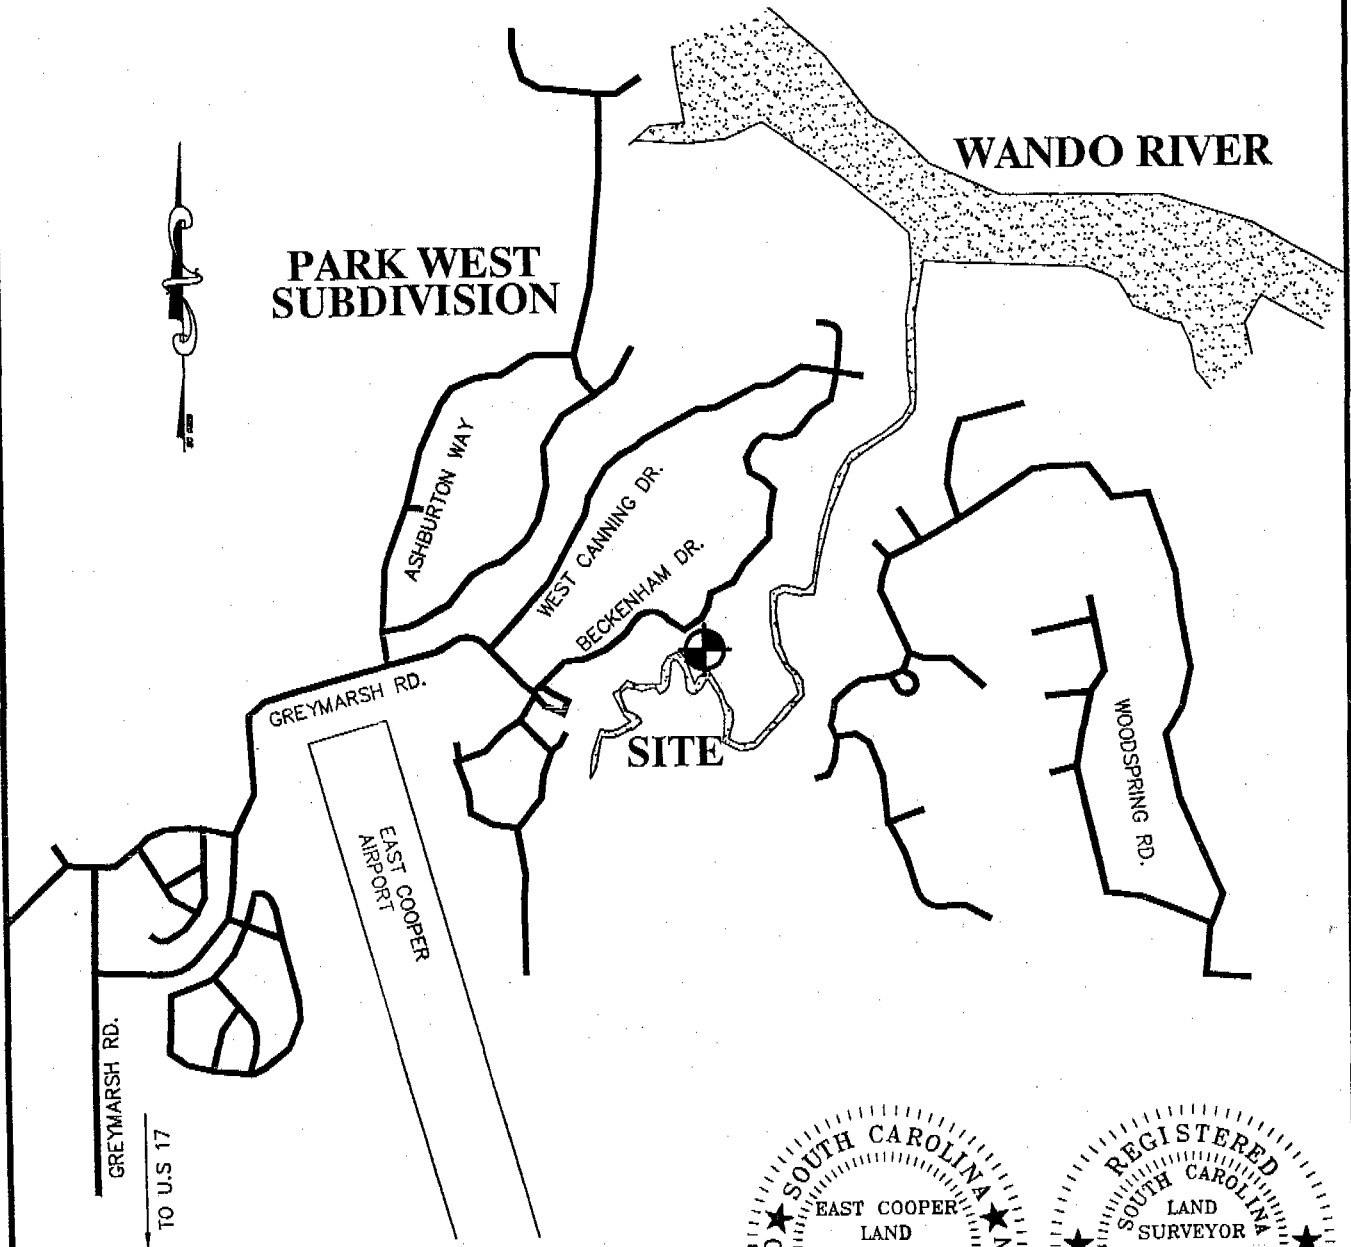 WANDO RIVER
PARK WEST
SUBDIVISION
ASHBURTON WAY
WEST CANNING DR.
BECKENHAM DR.
GREYMARSH RD.
SITE
WOODSPRING RD.
EAST COOPER
AIRPORT
GREYMARSH RD.
TO U.S 17
SOUTH CAROLINA
EAST COOPER
LAND
REGISTERED
SOUTH CAROLINA
LAND
SURVEYOR